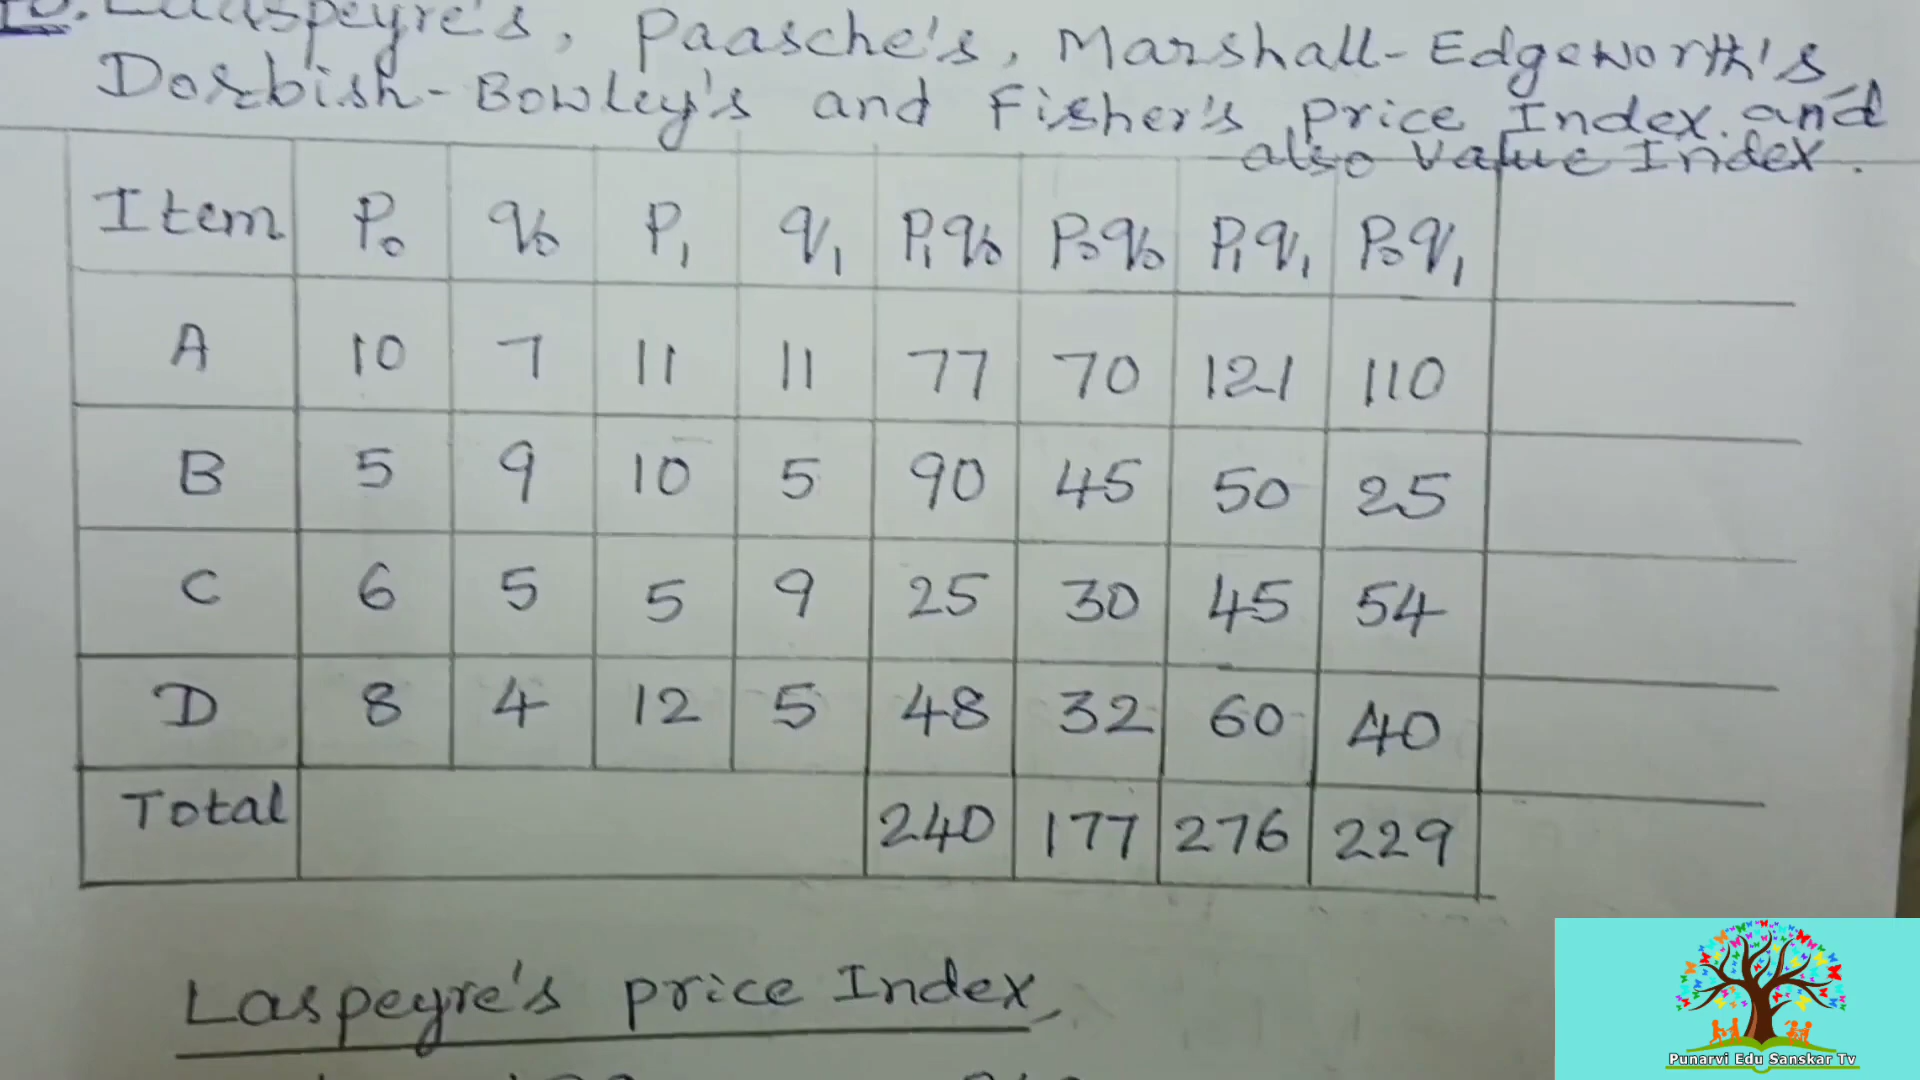 Laaspeyre's, Paasche's, Marshall-Edgeworth's,
Dorbish-Bowley's and Fisher's price Index. and
also Value Index.
Item P₀ q₀ P₁ q₁ P₁q₀ P₀q₀ P₁q₁ P₀q₁
A 10 7 11 11 77 70 121 110
B 5 9 10 5 90 45 50 25
C 6 5 5 9 25 30 45 54
D 8 4 12 5 48 32 60 40
Total 240 177 276 229
Laspeyre's price Index,
Punarvi Edu Sanskar Tv